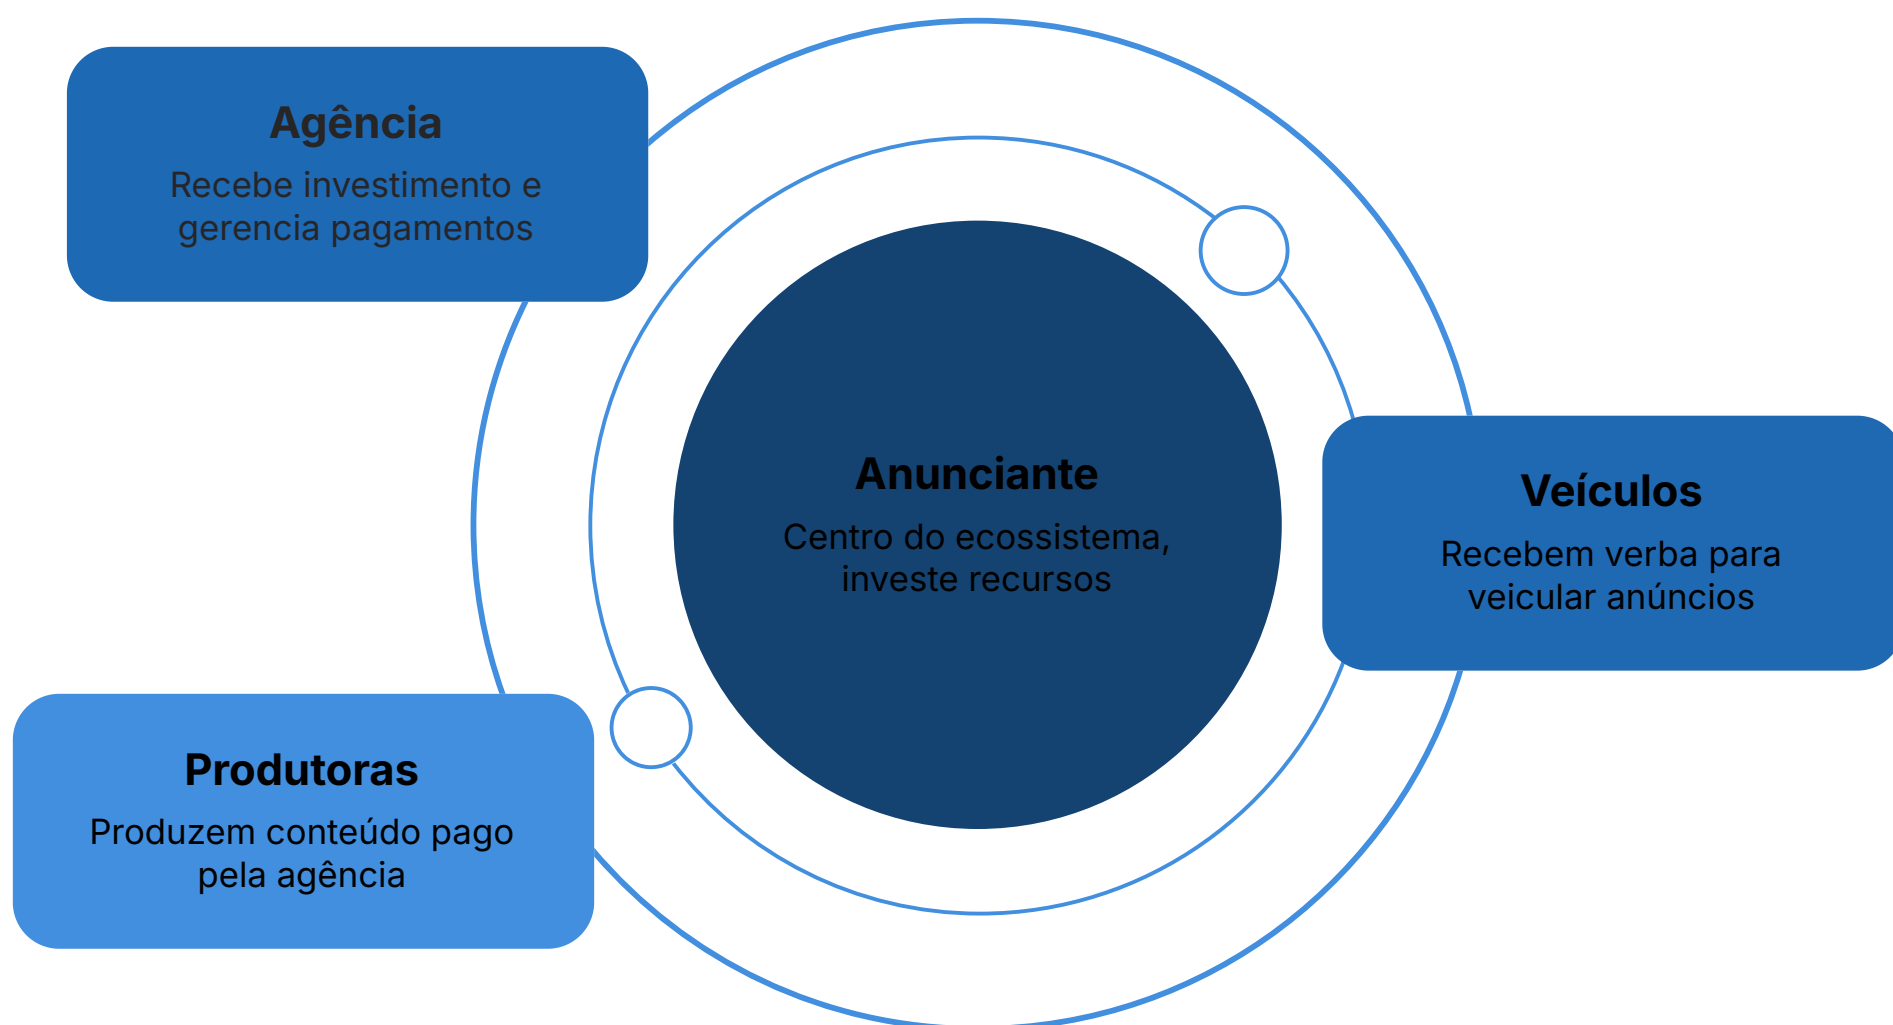 Agência
Recebe investimento e
gerencia pagamentos
Anunciante
Centro do ecossistema,
investe recursos
Veículos
Recebem verba para
veicular anúncios
Produtoras
Produzem conteúdo pago
pela agência